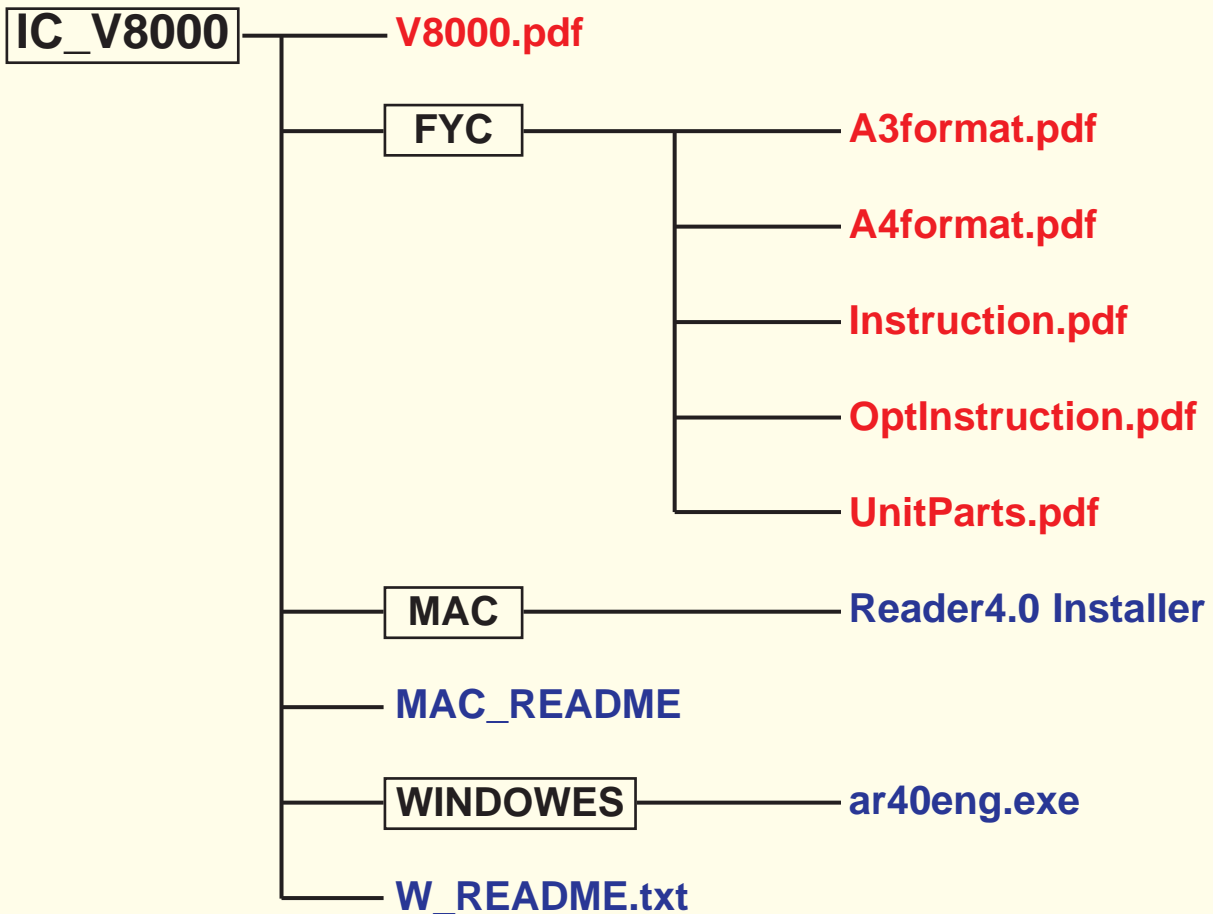 IC_V8000
V8000.pdf
FYC
A3format.pdf
A4format.pdf
Instruction.pdf
OptInstruction.pdf
UnitParts.pdf
MAC
Reader4.0 Installer
MAC_README
WINDOWES
ar40eng.exe
W_README.txt